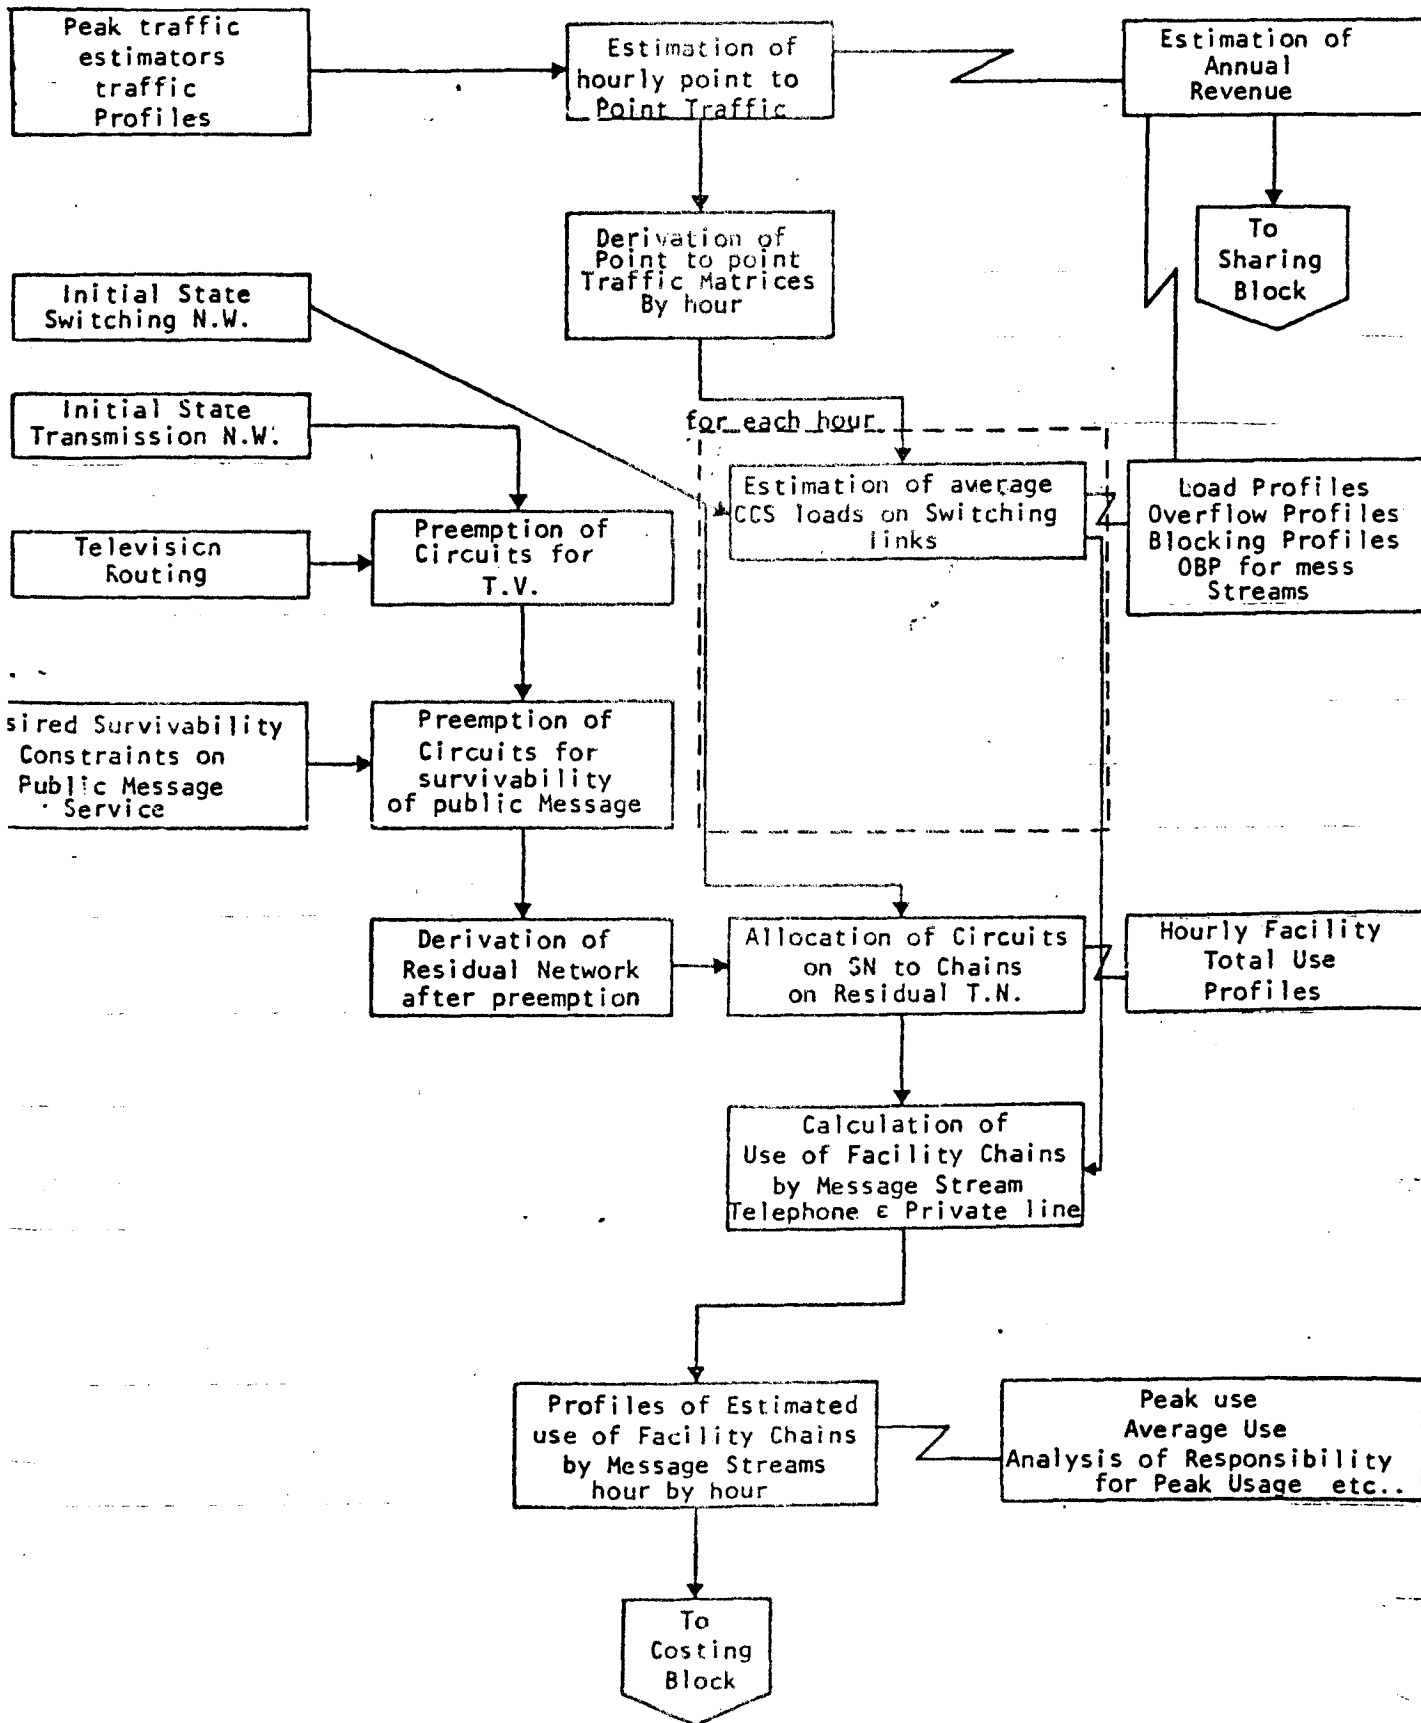 Peak traffic
estimators
traffic
Profiles
Estimation of
hourly point to
Point Traffic
Estimation of
Annual
Revenue
To
Sharing
Block
Derivation of
Point to point
Traffic Matrices
By hour
Initial State
Switching N.W.
Initial State
Transmission N.W.
for each hour
Estimation of average
CCS loads on Switching
links
Load Profiles
Overflow Profiles
Blocking Profiles
OBP for mess
Streams
Television
Routing
Preemption of
Circuits for
T.V.
sired Survivability
Constraints on
Public Message
Service
Preemption of
Circuits for
survivability
of public Message
Derivation of
Residual Network
after preemption
Allocation of Circuits
on SN to Chains
on Residual T.N.
Hourly Facility
Total Use
Profiles
Calculation of
Use of Facility Chains
by Message Stream
Telephone & Private line
Profiles of Estimated
use of Facility Chains
by Message Streams
hour by hour
Peak use
Average Use
Analysis of Responsibility
for Peak Usage etc..
To
Costing
Block